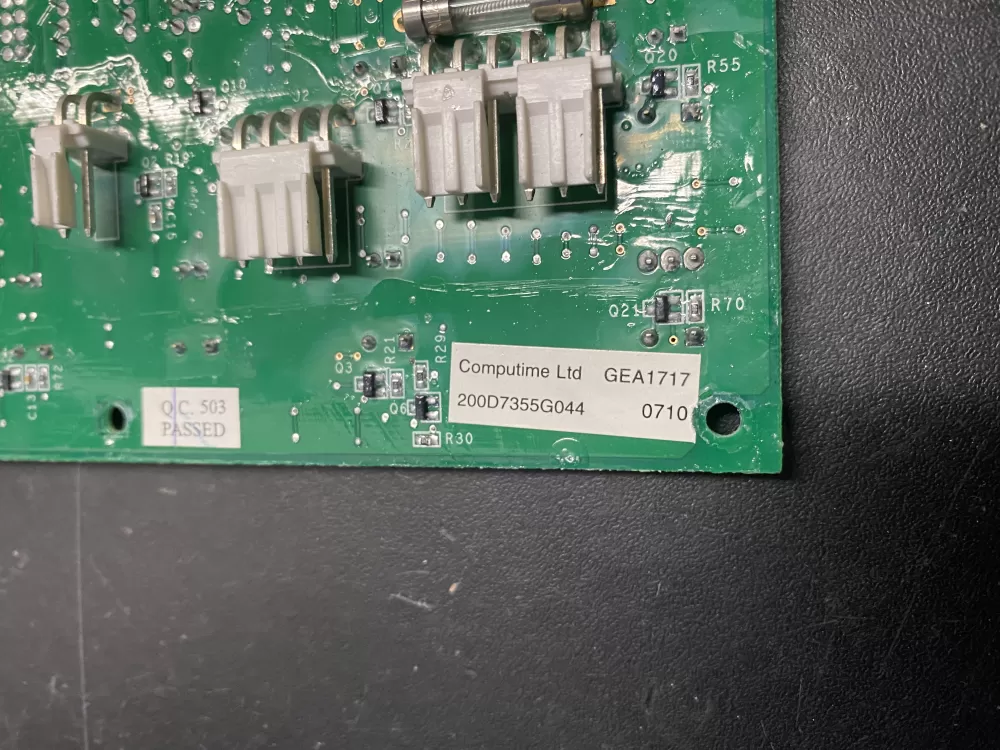 Q20
R55
Q10
J2
Q21
R70
R21
R29
Q3
Q6
R30
C13
R72
Computime Ltd GEA1717
200D7355G044 0710
Q.C. 503
PASSED